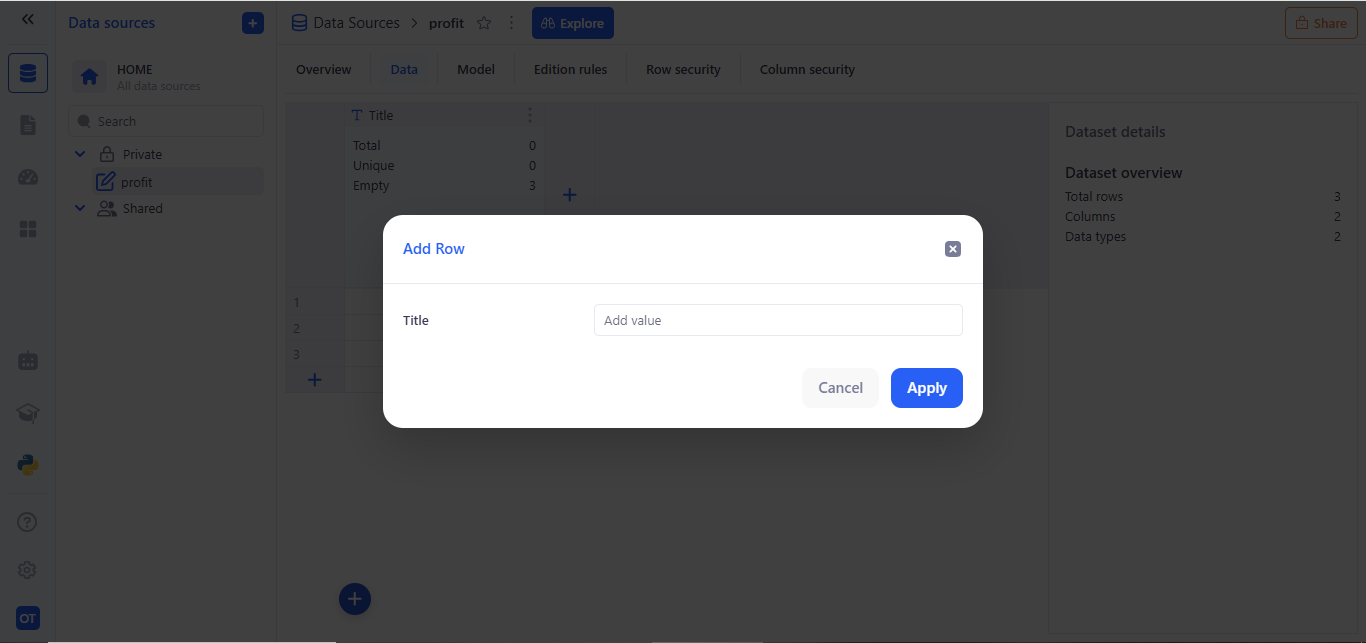 Data sources
Data Sources
profit
Explore
Share
HOME
All data sources
Search
Private
profit
Shared
Overview
Data
Model
Edition rules
Row security
Column security
Title
Total 0
Unique 0
Empty 3
1
2
3
Dataset details
Dataset overview
Total rows 3
Columns 2
Data types 2
Add Row
Title
Add value
Cancel
Apply
OT